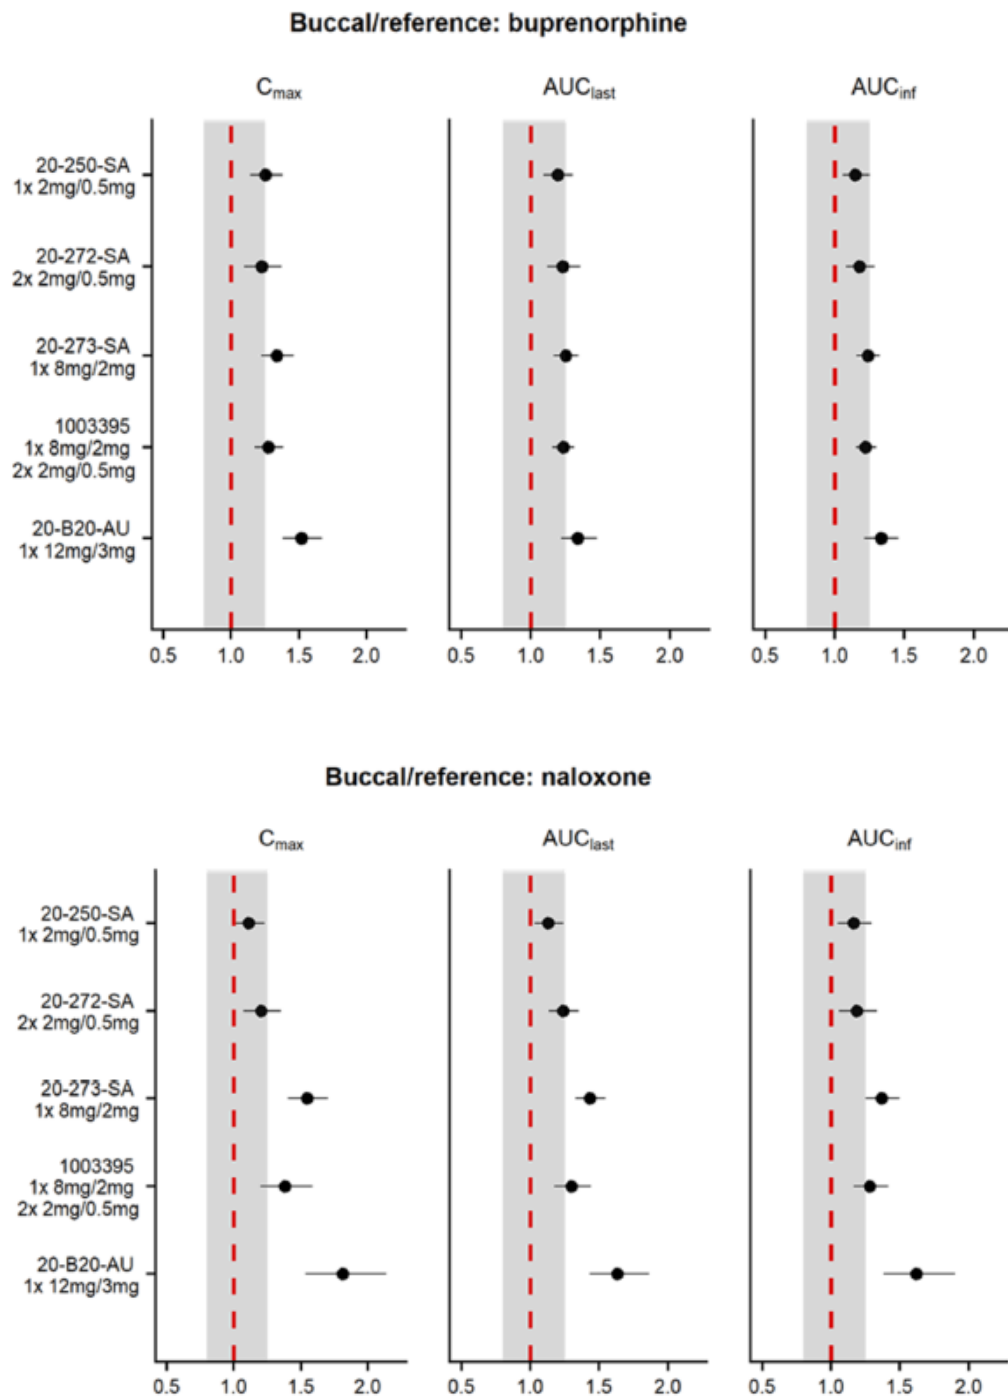 Buccal/reference: buprenorphine
Cmax AUClast AUCinf
20-250-SA
1x 2mg/0.5mg
20-272-SA
2x 2mg/0.5mg
20-273-SA
1x 8mg/2mg
1003395
1x 8mg/2mg
2x 2mg/0.5mg
20-B20-AU
1x 12mg/3mg
0.5 1.0 1.5 2.0 0.5 1.0 1.5 2.0 0.5 1.0 1.5 2.0
Buccal/reference: naloxone
Cmax AUClast AUCinf
20-250-SA
1x 2mg/0.5mg
20-272-SA
2x 2mg/0.5mg
20-273-SA
1x 8mg/2mg
1003395
1x 8mg/2mg
2x 2mg/0.5mg
20-B20-AU
1x 12mg/3mg
0.5 1.0 1.5 2.0 0.5 1.0 1.5 2.0 0.5 1.0 1.5 2.0